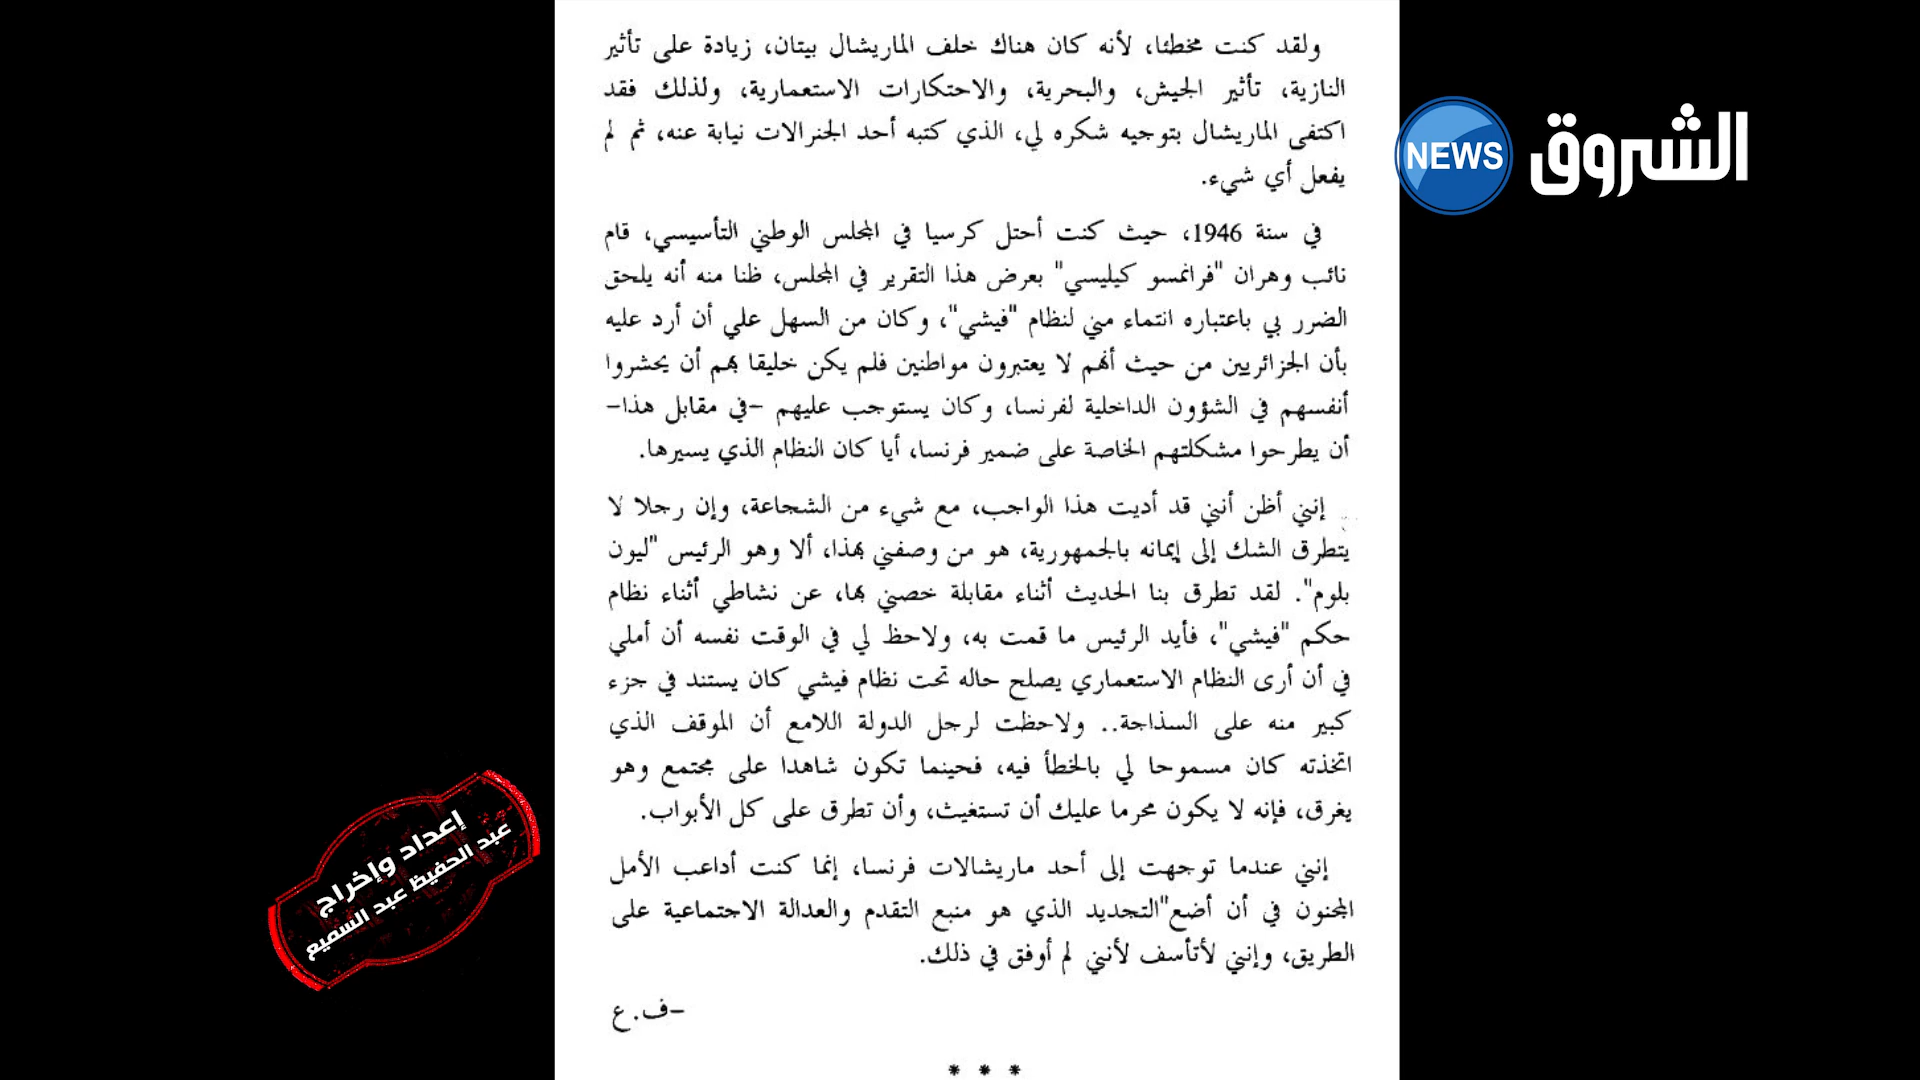 ولقد كنت مخطئا، لأنه كان هناك خلف الماريشال بيتان، زيادة على تأثير
النازية، تأثير الجيش، والبحرية، والاحتكارات الاستعمارية، ولذلك فقد
اكتفى الماريشال بتوجيه شكره لي، الذي كتبه أحد الجنرالات نيابة عنه، ثم لم
يفعل أي شيء.
في سنة 1946، حيث كنت أحتل كرسيا في المجلس الوطني التأسيسي، قام
نائب وهران "فرانسو كيليسي" بعرض هذا التقرير في المجلس، ظنا منه أنه يلحق
الضرر بي باعتباره انتماء مني لنظام "فيشي"، وكان من السهل علي أن أرد عليه
بأن الجزائريين من حيث أنهم لا يعتبرون مواطنين فلم يكن خليقا بهم أن يحشروا
أنفسهم في الشؤون الداخلية لفرنسا، وكان يستوجب عليهم -في مقابل هذا-
أن يطرحوا مشكلتهم الخاصة على ضمير فرنسا، أيا كان النظام الذي يسيرها.
إنني أظن أنني قد أديت هذا الواجب، مع شيء من الشجاعة، وإن رجلا لا
يتطرق الشك إلى إيمانه بالجمهورية، هو من وصفني بهذا، ألا وهو الرئيس "ليون
بلوم". لقد تطرق بنا الحديث أثناء مقابلة خصني بها، عن نشاطي أثناء نظام
حكم "فيشي"، فأيد الرئيس ما قمت به، ولاحظ لي في الوقت نفسه أن أملي
في أن أرى النظام الاستعماري يصلح حاله تحت نظام فيشي كان يستند في جزء
كبير منه على السذاجة.. ولاحظت لرجل الدولة اللامع أن الموقف الذي
اتخذته كان مسموحا لي بالخطأ فيه، فحينما تكون شاهدا على مجتمع وهو
يغرق، فإنه لا يكون محرما عليك أن تستغيث، وأن تطرق على كل الأبواب.
إنني عندما توجهت إلى أحد ماريشالات فرنسا، إنما كنت أداعب الأمل
المجنون في أن أضع"التجديد الذي هو منبع التقدم والعدالة الاجتماعية على
الطريق، وإنني لأتأسف لأنني لم أوفق في ذلك.
-ف.ع
* * *
الشروق NEWS
إعداد وإخراج
عبد الحفيظ عبد السميع